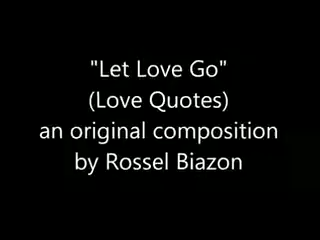 "Let Love Go"
(Love Quotes)
an original composition
by Rossel Biazon